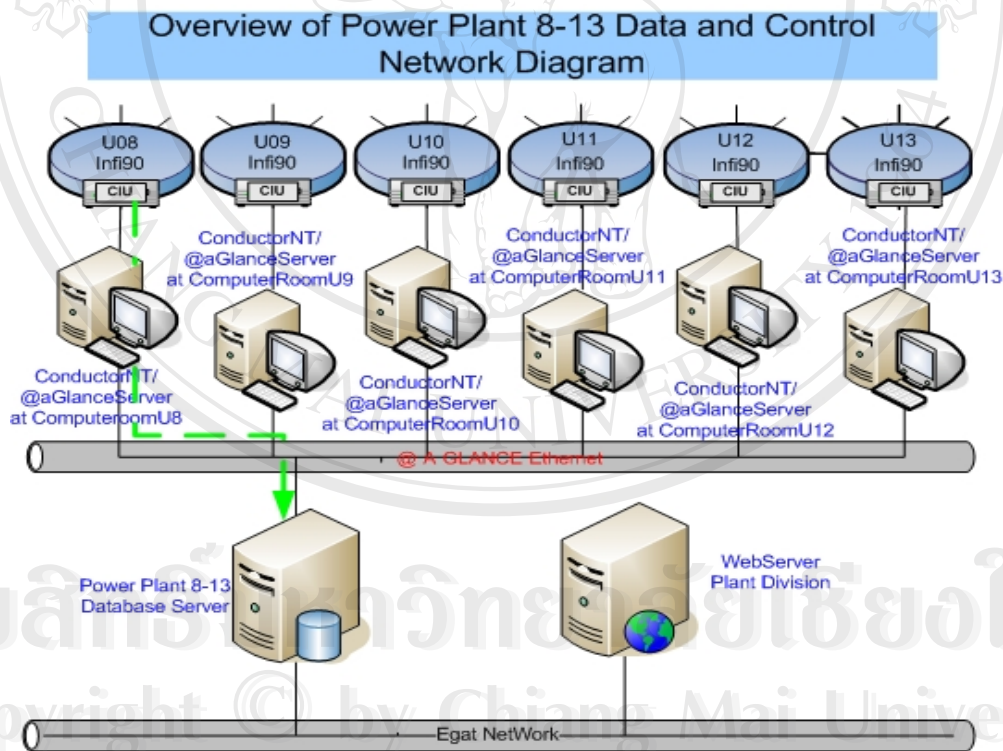 Overview of Power Plant 8-13 Data and Control
Network Diagram
U08
Infi90
CIU
U09
Infi90
CIU
U10
Infi90
CIU
U11
Infi90
CIU
U12
Infi90
CIU
U13
Infi90
CIU
ConductorNT/
@aGlanceServer
at ComputerRoomU9
ConductorNT/
@aGlanceServer
at ComputerRoomU11
ConductorNT/
@aGlanceServer
at ComputerRoomU13
ConductorNT/
@aGlanceServer
at ComputeroomU8
ConductorNT/
@aGlanceServer
at ComputerRoomU10
ConductorNT/
@aGlanceServer
at ComputerRoomU12
@ A GLANCE Ethernet
Power Plant 8-13
Database Server
WebServer
Plant Division
Egat NetWork
by Chiang Mai